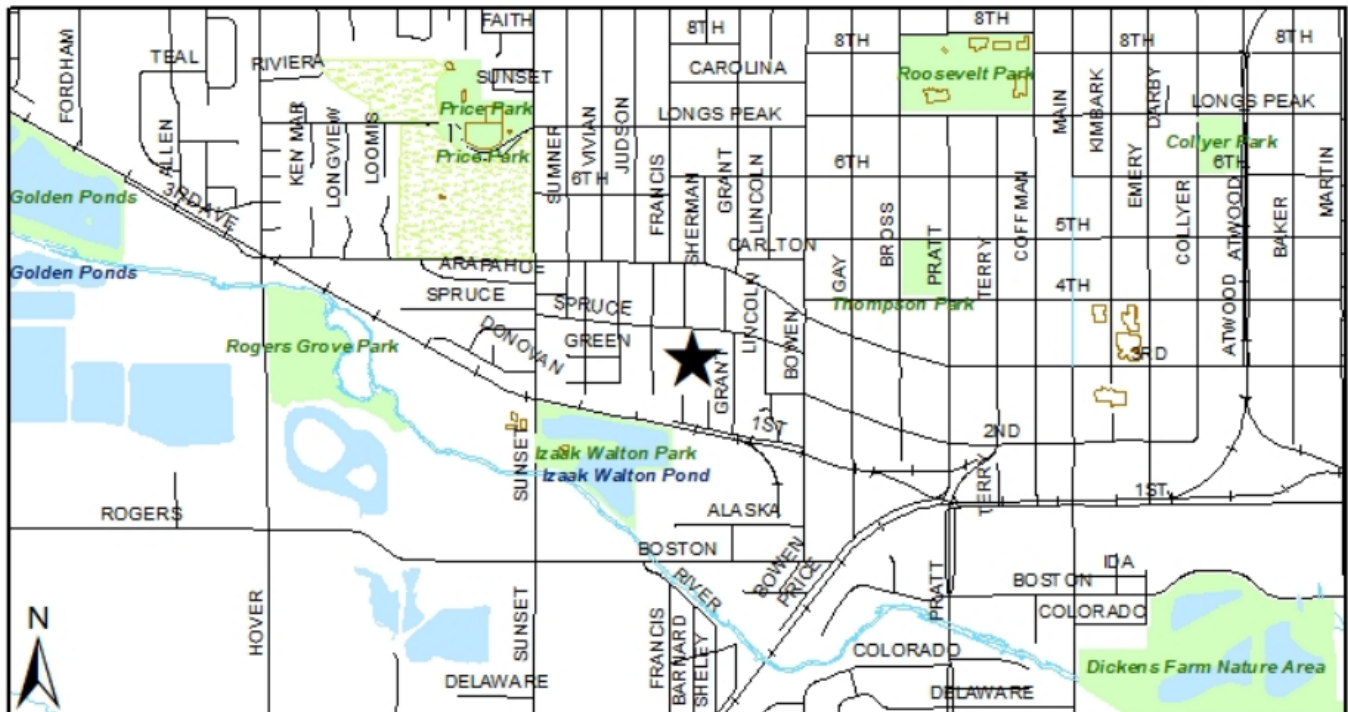 FAITH
8TH
8TH
8TH
8TH
8TH
FORDHAM
TEAL
RIVIERA
SUNSET
CAROLINA
Roosevelt Park
Price Park
LONGS PEAK
LONGS PEAK
MAIN
KIMBARK
DARBY
ALLEN
KEN MAR
LONGVIEW
LOOMIS
Price Park
SUMNER
VIVIAN
JUDSON
6TH
FRANCIS
SHERMAN
GRANT
LINCOLN
6TH
Collyer Park
6TH
EMERY
COLLYER
ATWOOD
BAKER
MARTIN
Golden Ponds
3RD AVE
CARLTON
BROSS
PRATT
TERRY
COFFMAN
5TH
Golden Ponds
ARAPAHOE
GAY
4TH
SPRUCE
SPRUCE
Thompson Park
LINCOLN
BOWEN
ATWOOD
Rogers Grove Park
DONOVAN
GREEN
GRANT
3RD
1ST
2ND
SUNSET
Izaak Walton Park
Izaak Walton Pond
TERRY
1ST
ROGERS
ALASKA
BOSTON
BOWEN
PRICE
RIVER
IDA
BOSTON
COLORADO
PRATT
HOVER
SUNSET
FRANCIS
BARNARD
SHELEY
COLORADO
Dickens Farm Nature Area
DELAWARE
DELAWARE
N